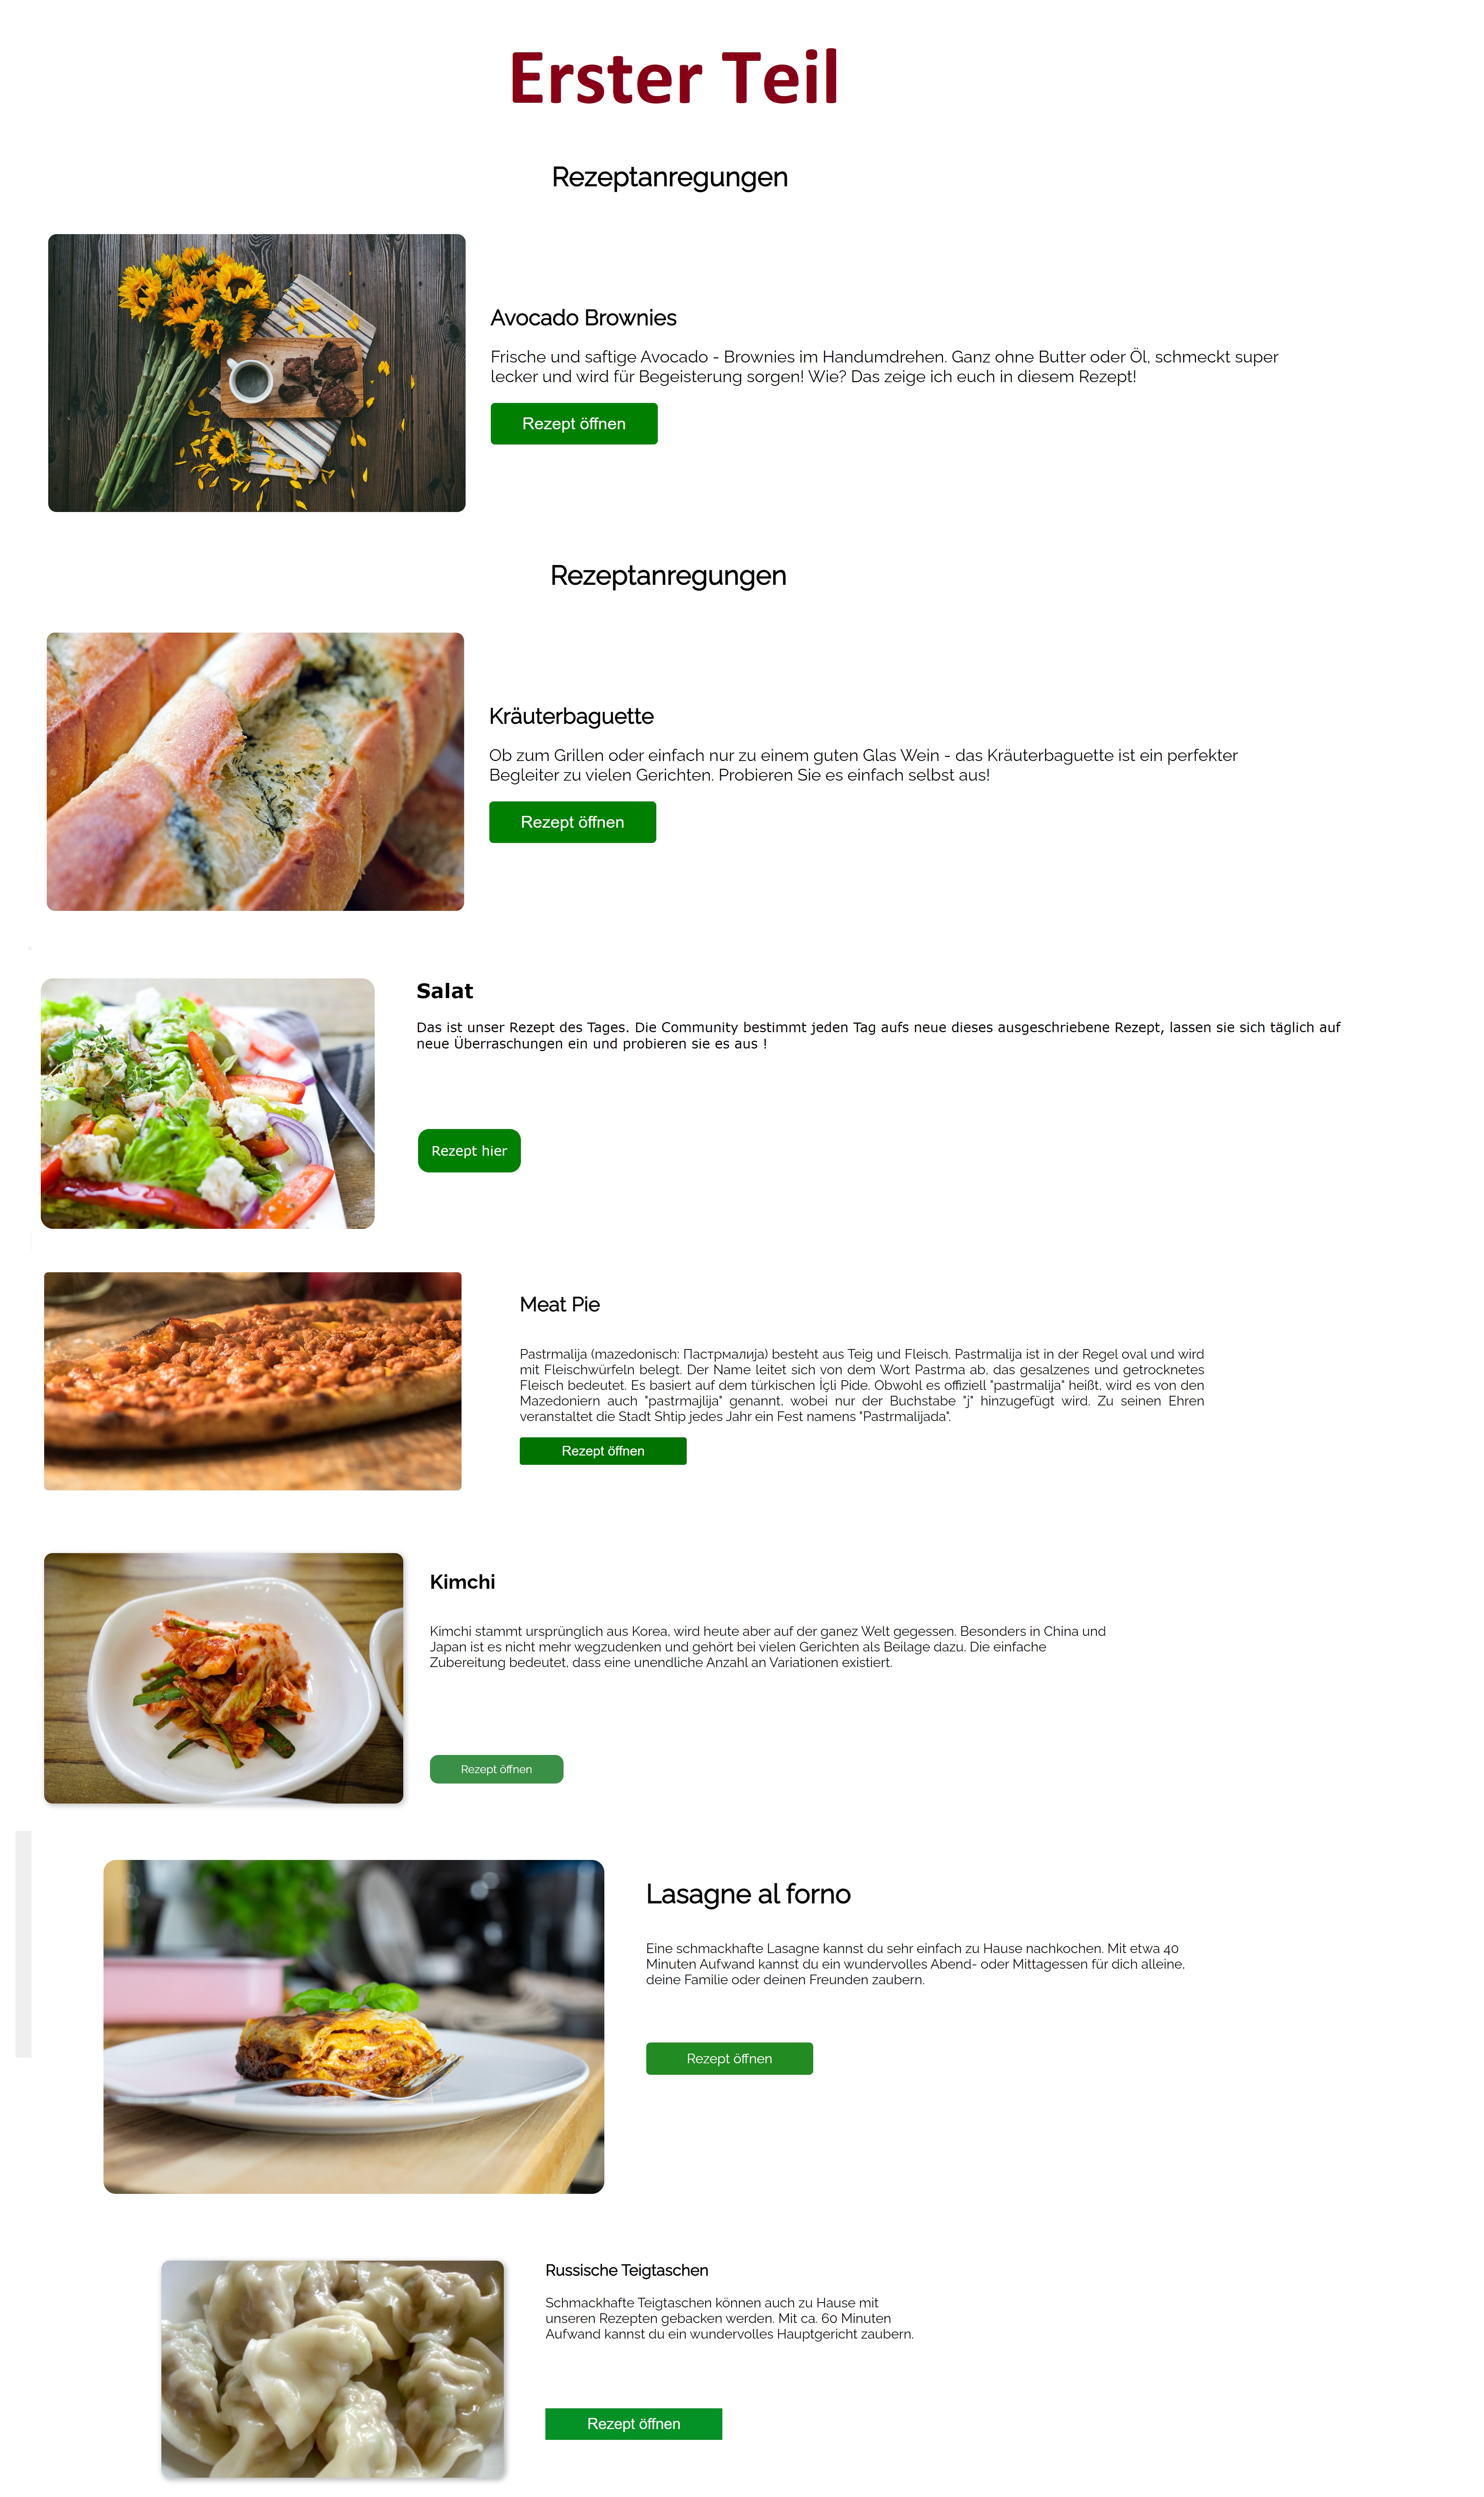 Erster Teil
Rezeptanregungen
Avocado Brownies
Frische und saftige Avocado - Brownies im Handumdrehen. Ganz ohne Butter oder Öl, schmeckt super
lecker und wird für Begeisterung sorgen! Wie? Das zeige ich euch in diesem Rezept!
Rezept öffnen
Rezeptanregungen
Kräuterbaguette
Ob zum Grillen oder einfach nur zu einem guten Glas Wein - das Kräuterbaguette ist ein perfekter
Begleiter zu vielen Gerichten. Probieren Sie es einfach selbst aus!
Rezept öffnen
Salat
Das ist unser Rezept des Tages. Die Community bestimmt jeden Tag aufs neue dieses ausgeschriebene Rezept, lassen sie sich täglich auf
neue Überraschungen ein und probieren sie es aus !
Rezept hier
Meat Pie
Pastrmalija (mazedonisch: Пастрмалија) besteht aus Teig und Fleisch. Pastrmalija ist in der Regel oval und wird
mit Fleischwürfeln belegt. Der Name leitet sich von dem Wort Pastrma ab, das gesalzenes und getrocknetes
Fleisch bedeutet. Es basiert auf dem türkischen İçli Pide. Obwohl es offiziell "pastrmalija" heißt, wird es von den
Mazedoniern auch "pastrmajlija" genannt, wobei nur der Buchstabe "j" hinzugefügt wird. Zu seinen Ehren
veranstaltet die Stadt Shtip jedes Jahr ein Fest namens "Pastrmalijada".
Rezept öffnen
Kimchi
Kimchi stammt ursprünglich aus Korea, wird heute aber auf der ganez Welt gegessen. Besonders in China und
Japan ist es nicht mehr wegzudenken und gehört bei vielen Gerichten als Beilage dazu. Die einfache
Zubereitung bedeutet, dass eine unendliche Anzahl an Variationen existiert.
Rezept öffnen
Lasagne al forno
Eine schmackhafte Lasagne kannst du sehr einfach zu Hause nachkochen. Mit etwa 40
Minuten Aufwand kannst du ein wundervolles Abend- oder Mittagessen für dich alleine,
deine Familie oder deinen Freunden zaubern.
Rezept öffnen
Russische Teigtaschen
Schmackhafte Teigtaschen können auch zu Hause mit
unseren Rezepten gebacken werden. Mit ca. 60 Minuten
Aufwand kannst du ein wundervolles Hauptgericht zaubern.
Rezept öffnen